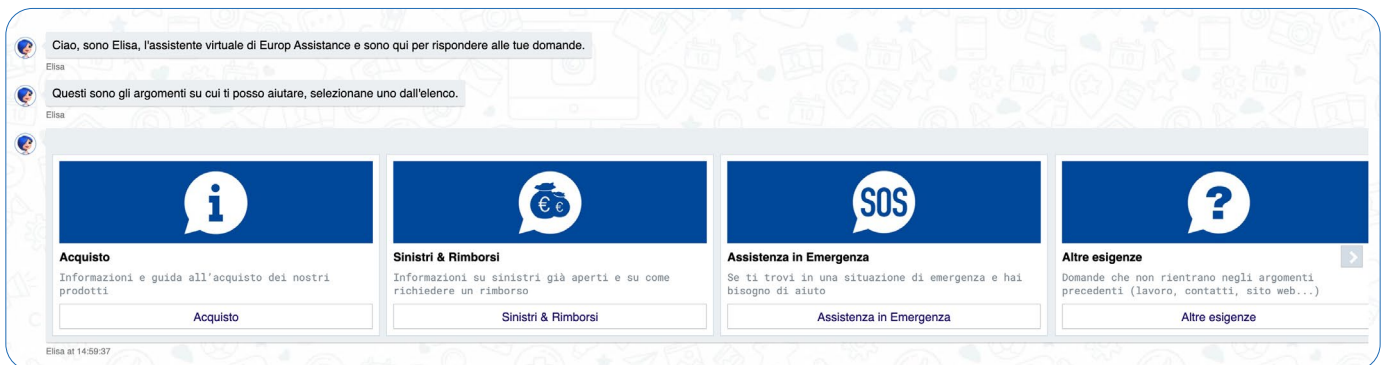 Ciao, sono Elisa, l'assistente virtuale di Europ Assistance e sono qui per rispondere alle tue domande.
Elisa
Questi sono gli argomenti su cui ti posso aiutare, selezionane uno dall'elenco.
Elisa
i
Acquisto
Informazioni e guida all'acquisto dei nostri
prodotti
Acquisto
€ €
Sinistri & Rimborsi
Informazioni su sinistri già aperti e su come
richiedere un rimborso
Sinistri & Rimborsi
SOS
Assistenza in Emergenza
Se ti trovi in una situazione di emergenza e hai
bisogno di aiuto
Assistenza in Emergenza
?
Altre esigenze
Domande che non rientrano negli argomenti
precedenti (lavoro, contatti, sito web...)
Altre esigenze
Elisa at 14:59:37